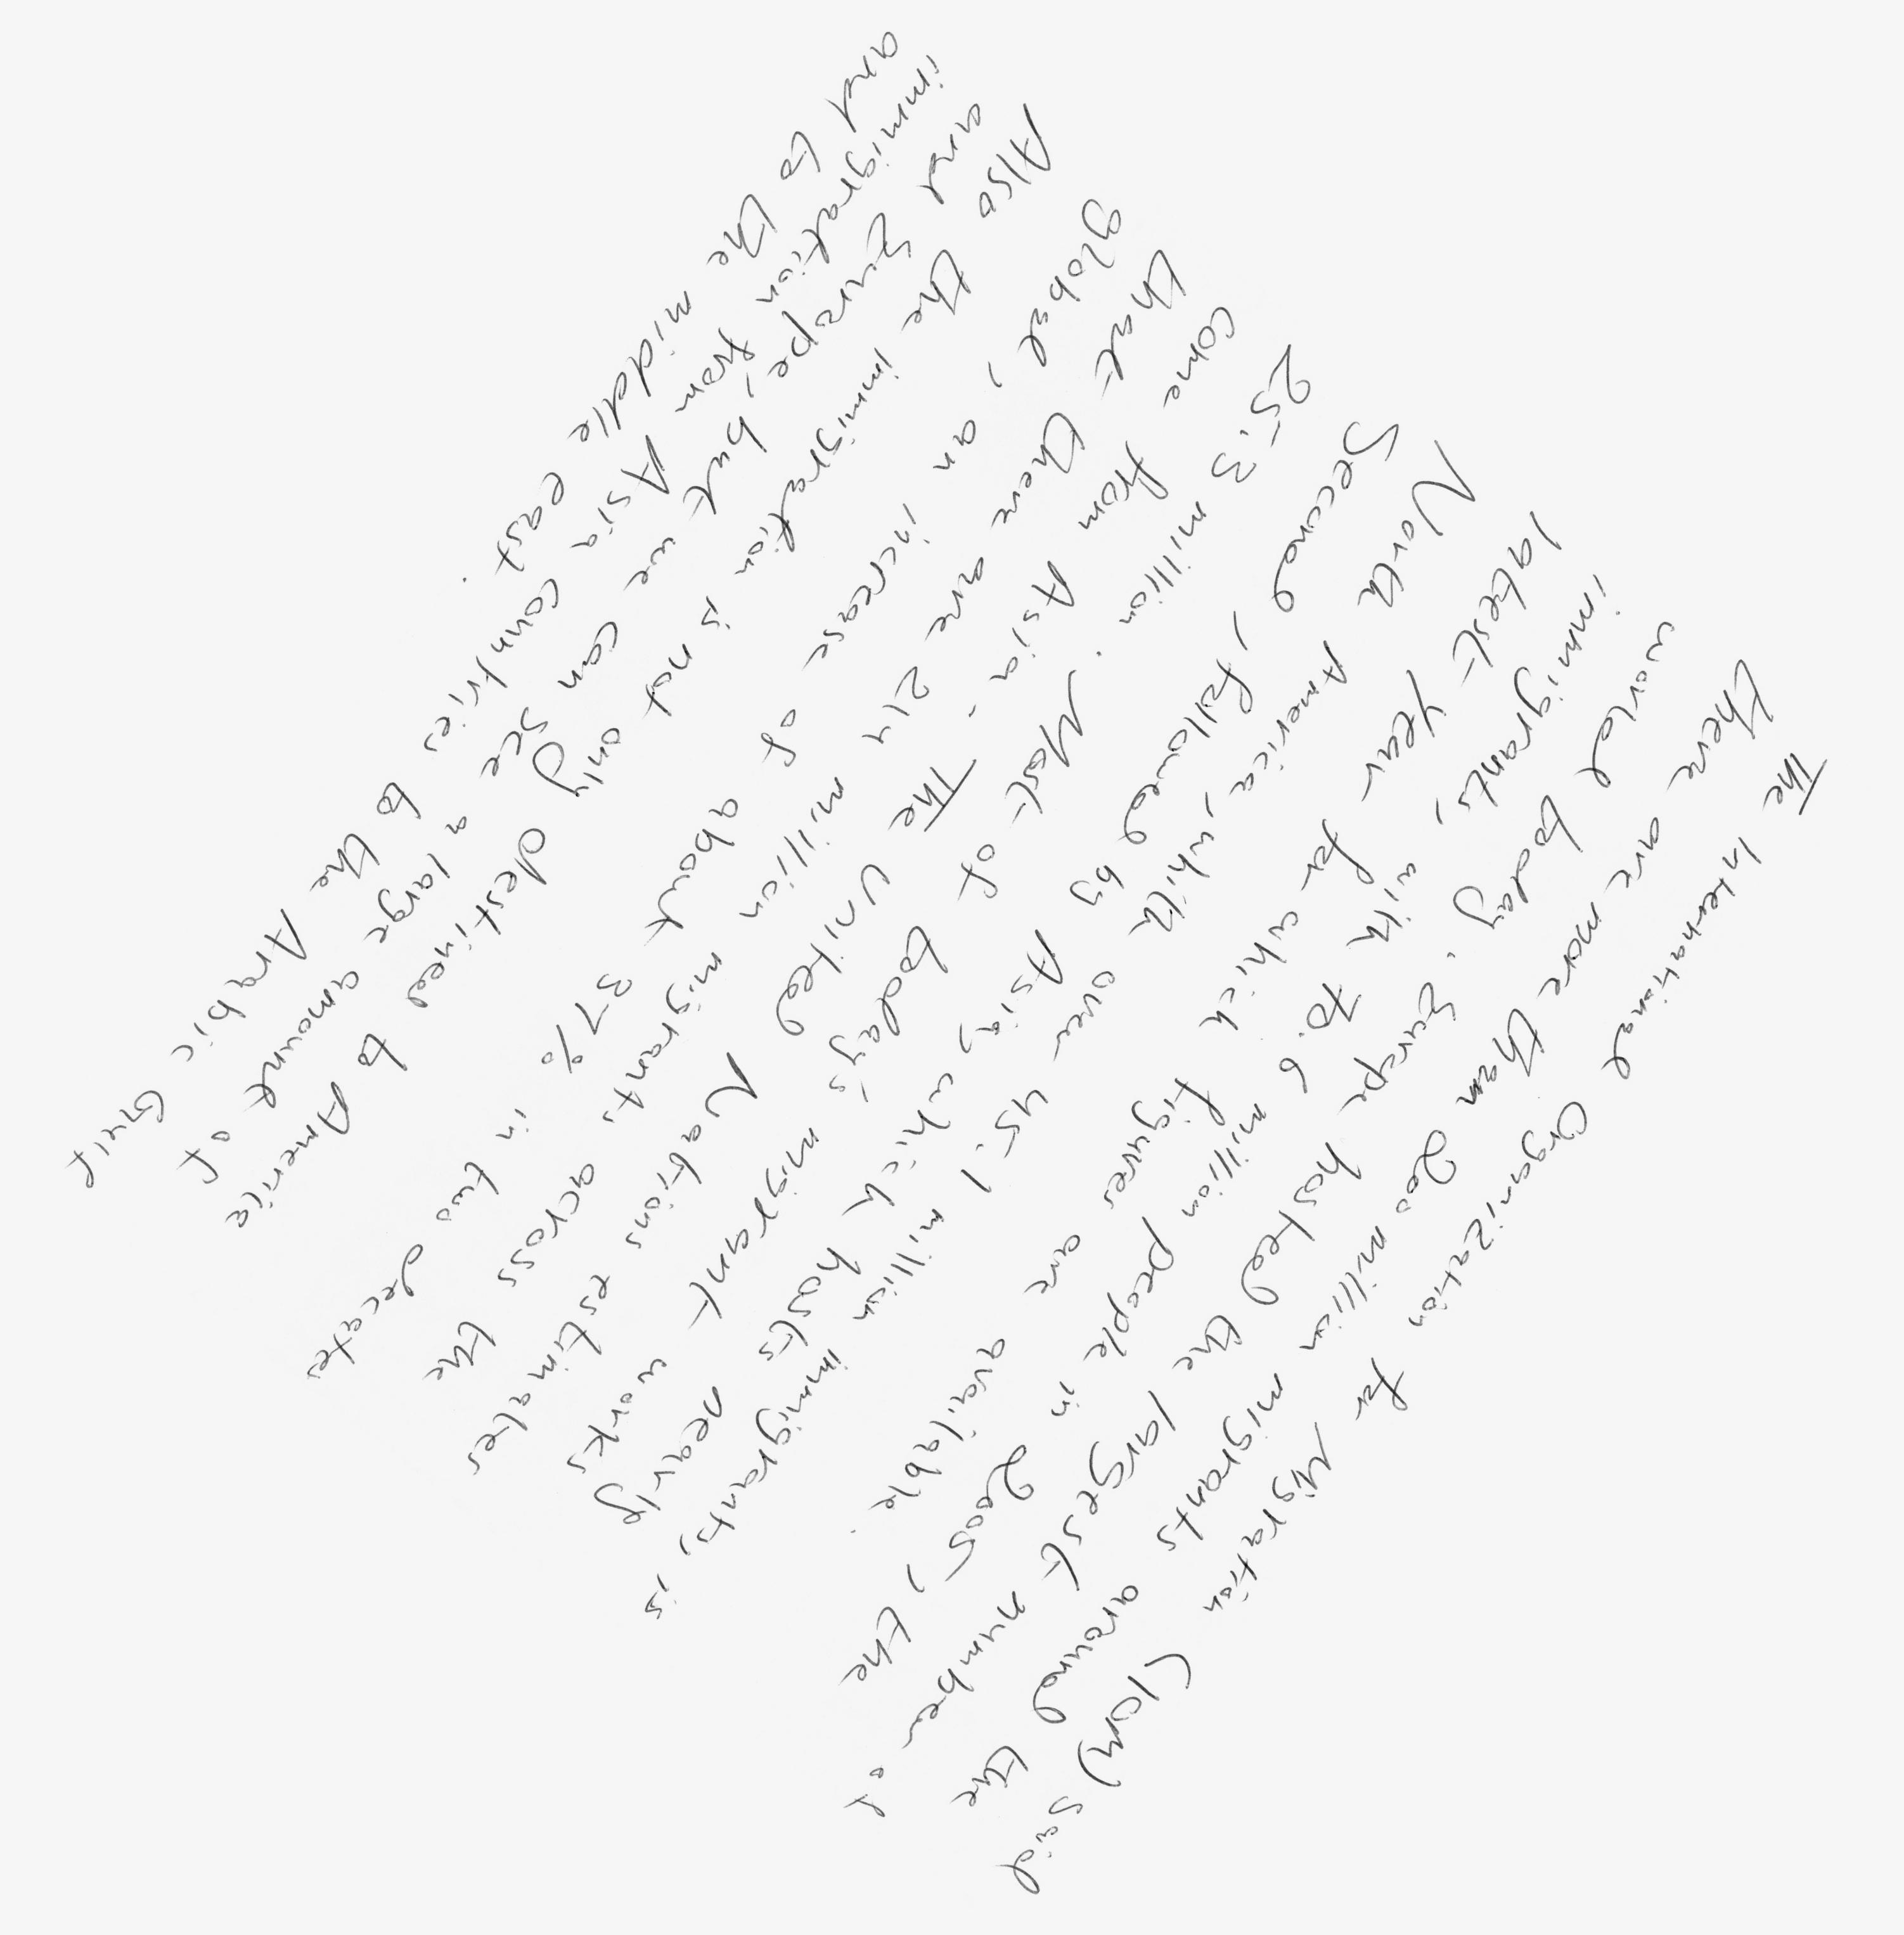 The International Organization for Migration (IOM) said
there are more than 200 million migrants around the
world today. Europe hosted the largest number of
immigrants, with 70.6 million people in 2005, the
latest year for which figures are available.
North America, with over 45.1 million immigrants, is
second, followed by Asia, which hosts nearly
25.3 million. Most of today's migrant workers
come from Asia. The United Nations estimates
that there are 214 million migrants across the
globe, an increase of about 37% in two decades
Also the immigration is not only destined to America
and Europe, but we can see a large amount of
immigration from Asia countries to the Arabic Gulf
and to the middle east.